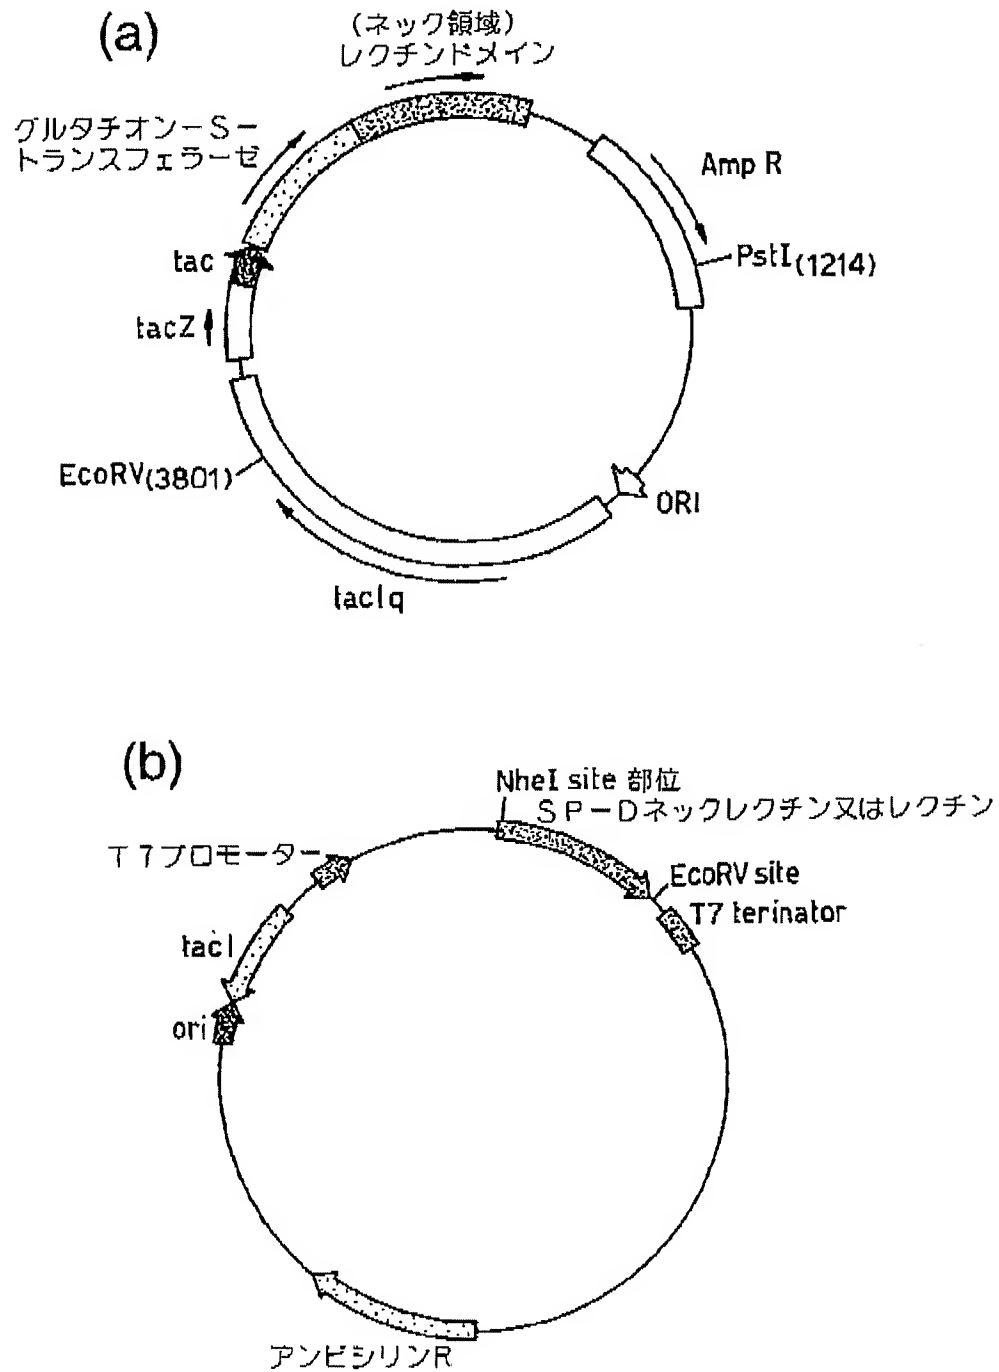 (a)
(ネック領域)
レクチンドメイン
グルタチオン－S－
トランスフェラーゼ
Amp R
PstI(1214)
tac
tacZ
EcoRV(3801)
ORI
tacIq
(b)
NheI site 部位
SP－Dネックレクチン又はレクチン
T7プロモーター
EcoRV site
T7 terinator
tacI
ori
アンピシリンR